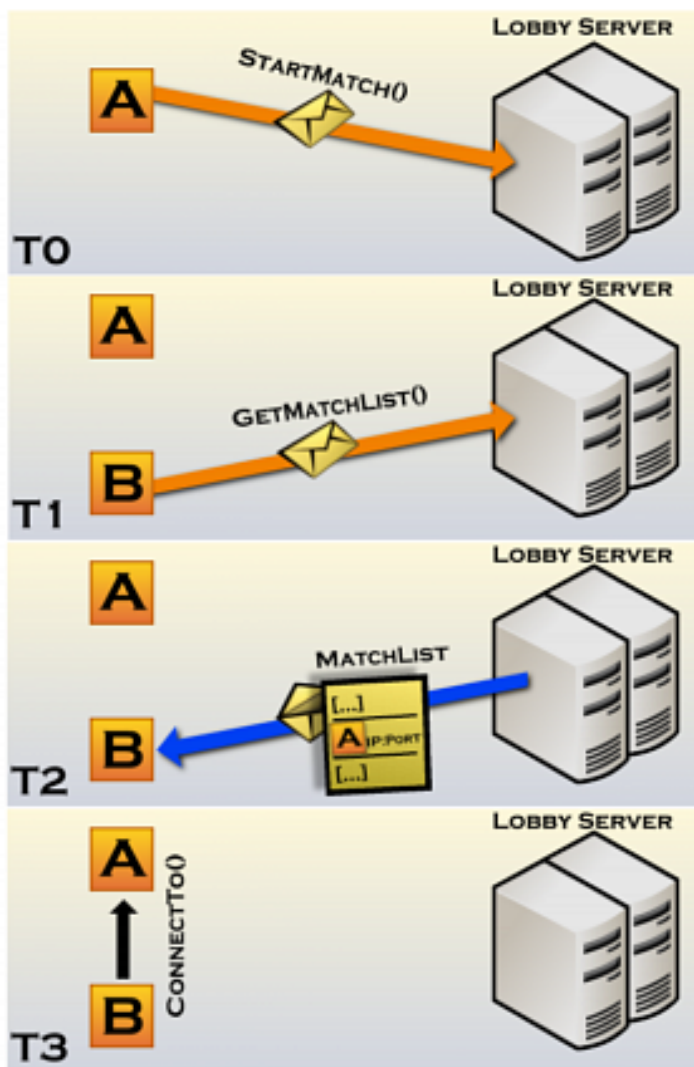 LOBBY SERVER
STARTMATCH()
A
T0
LOBBY SERVER
A
GETMATCHLIST()
B
T1
LOBBY SERVER
A
MATCHLIST
[...]
A IP:PORT
[...]
B
T2
LOBBY SERVER
A
CONNECTTO()
B
T3